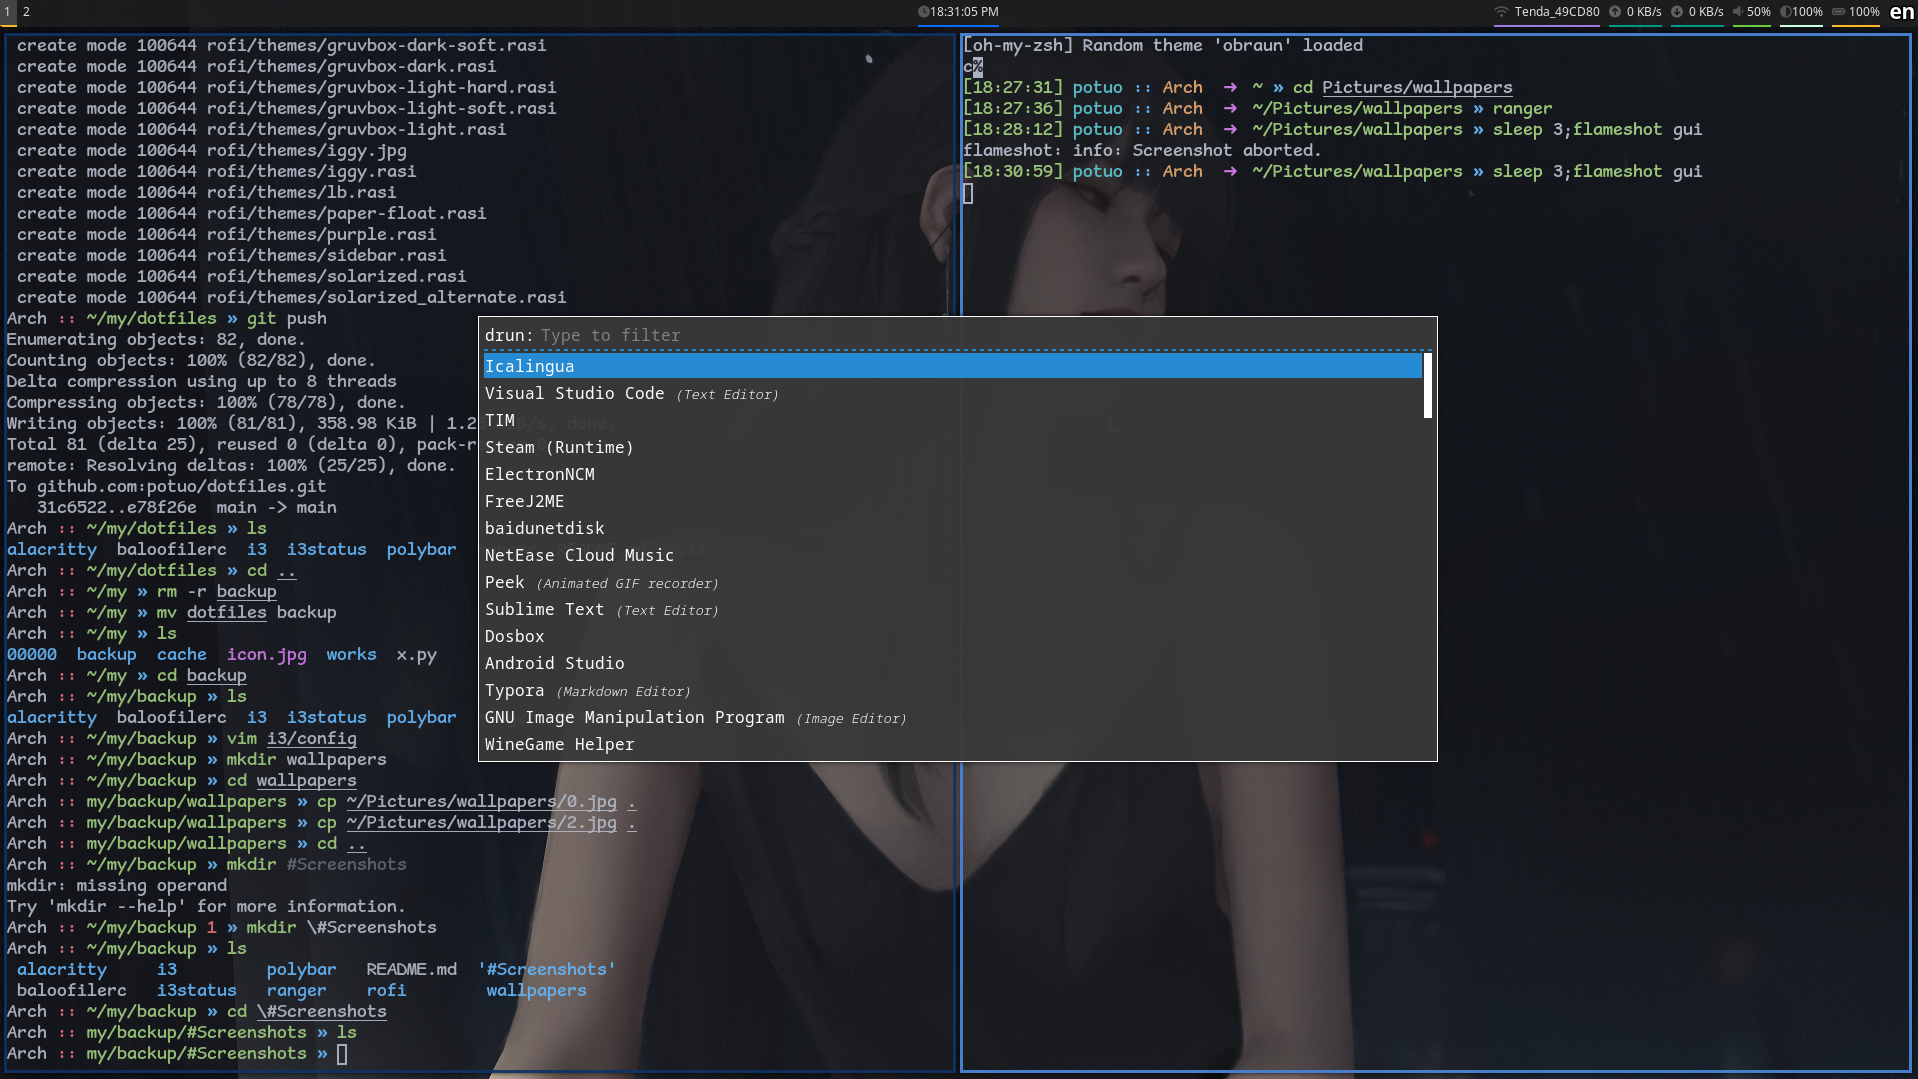 1 2
18:31:05 PM
Tenda_49CD80 0 KB/s 0 KB/s 50% 100% 100% en
create mode 100644 rofi/themes/gruvbox-dark-soft.rasi
create mode 100644 rofi/themes/gruvbox-dark.rasi
create mode 100644 rofi/themes/gruvbox-light-hard.rasi
create mode 100644 rofi/themes/gruvbox-light-soft.rasi
create mode 100644 rofi/themes/gruvbox-light.rasi
create mode 100644 rofi/themes/iggy.jpg
create mode 100644 rofi/themes/iggy.rasi
create mode 100644 rofi/themes/lb.rasi
create mode 100644 rofi/themes/paper-float.rasi
create mode 100644 rofi/themes/purple.rasi
create mode 100644 rofi/themes/sidebar.rasi
create mode 100644 rofi/themes/solarized.rasi
create mode 100644 rofi/themes/solarized_alternate.rasi
Arch :: ~/my/dotfiles » git push
Enumerating objects: 82, done.
Counting objects: 100% (82/82), done.
Delta compression using up to 8 threads
Compressing objects: 100% (78/78), done.
Writing objects: 100% (81/81), 358.98 KiB | 1.2
Total 81 (delta 25), reused 0 (delta 0), pack-r
remote: Resolving deltas: 100% (25/25), done.
To github.com:potuo/dotfiles.git
31c6522..e78f26e main -> main
Arch :: ~/my/dotfiles » ls
alacritty baloofilerc i3 i3status polybar
Arch :: ~/my/dotfiles » cd ..
Arch :: ~/my » rm -r backup
Arch :: ~/my » mv dotfiles backup
Arch :: ~/my » ls
00000 backup cache icon.jpg works x.py
Arch :: ~/my » cd backup
Arch :: ~/my/backup » ls
alacritty baloofilerc i3 i3status polybar
Arch :: ~/my/backup » vim i3/config
Arch :: ~/my/backup » mkdir wallpapers
Arch :: ~/my/backup » cd wallpapers
Arch :: my/backup/wallpapers » cp ~/Pictures/wallpapers/0.jpg .
Arch :: my/backup/wallpapers » cp ~/Pictures/wallpapers/2.jpg .
Arch :: my/backup/wallpapers » cd ..
Arch :: ~/my/backup » mkdir #Screenshots
mkdir: missing operand
Try 'mkdir --help' for more information.
Arch :: ~/my/backup 1 » mkdir \#Screenshots
Arch :: ~/my/backup » ls
alacritty i3 polybar README.md '#Screenshots'
baloofilerc i3status ranger rofi wallpapers
Arch :: ~/my/backup » cd \#Screenshots
Arch :: my/backup/#Screenshots » ls
Arch :: my/backup/#Screenshots »
[oh-my-zsh] Random theme 'obraun' loaded
c%
[18:27:31] potuo :: Arch → ~ » cd Pictures/wallpapers
[18:27:36] potuo :: Arch → ~/Pictures/wallpapers » ranger
[18:28:12] potuo :: Arch → ~/Pictures/wallpapers » sleep 3;flameshot gui
flameshot: info: Screenshot aborted.
[18:30:59] potuo :: Arch → ~/Pictures/wallpapers » sleep 3;flameshot gui
drun: Type to filter
Icalingua
Visual Studio Code (Text Editor)
TIM
Steam (Runtime)
ElectronNCM
FreeJ2ME
baidunetdisk
NetEase Cloud Music
Peek (Animated GIF recorder)
Sublime Text (Text Editor)
Dosbox
Android Studio
Typora (Markdown Editor)
GNU Image Manipulation Program (Image Editor)
WineGame Helper